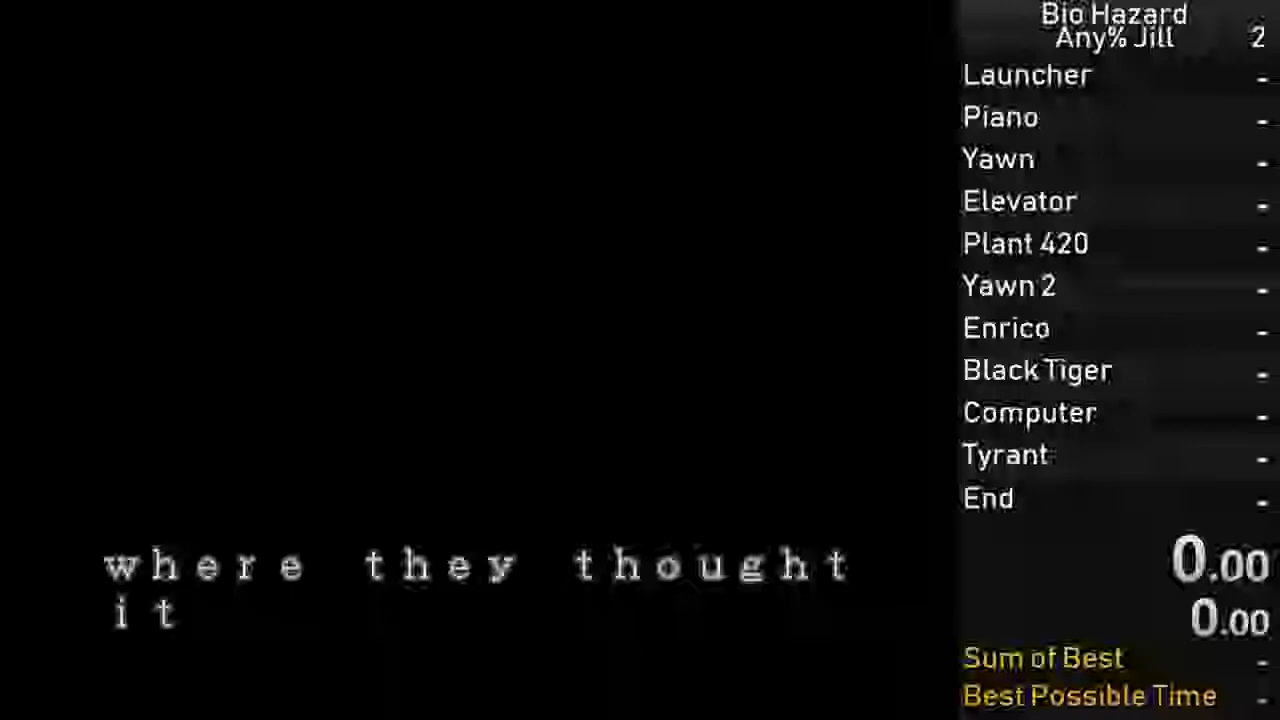 where they thought
it
Bio Hazard
Any% Jill 2
Launcher -
Piano -
Yawn -
Elevator -
Plant 420 -
Yawn 2 -
Enrico -
Black Tiger -
Computer -
Tyrant -
End -
0.00
0.00
Sum of Best -
Best Possible Time -